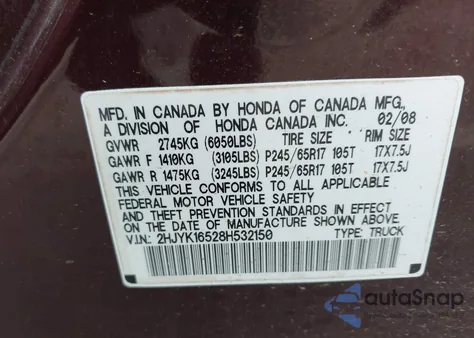 MFD. IN CANADA BY HONDA OF CANADA MFG.,
A DIVISION OF HONDA CANADA INC. 02/08
GVWR 2745KG (6050LBS) TIRE SIZE RIM SIZE
GAWR F 1410KG (3105LBS) P245/65R17 105T 17X7.5J
GAWR R 1475KG (3245LBS) P245/65R17 105T 17X7.5J
THIS VEHICLE CONFORMS TO ALL APPLICABLE
FEDERAL MOTOR VEHICLE SAFETY
AND THEFT PREVENTION STANDARDS IN EFFECT
ON THE DATE OF MANUFACTURE SHOWN ABOVE.
V.I.N.: 2HJYK16528H532150 TYPE: TRUCK
autoSnap